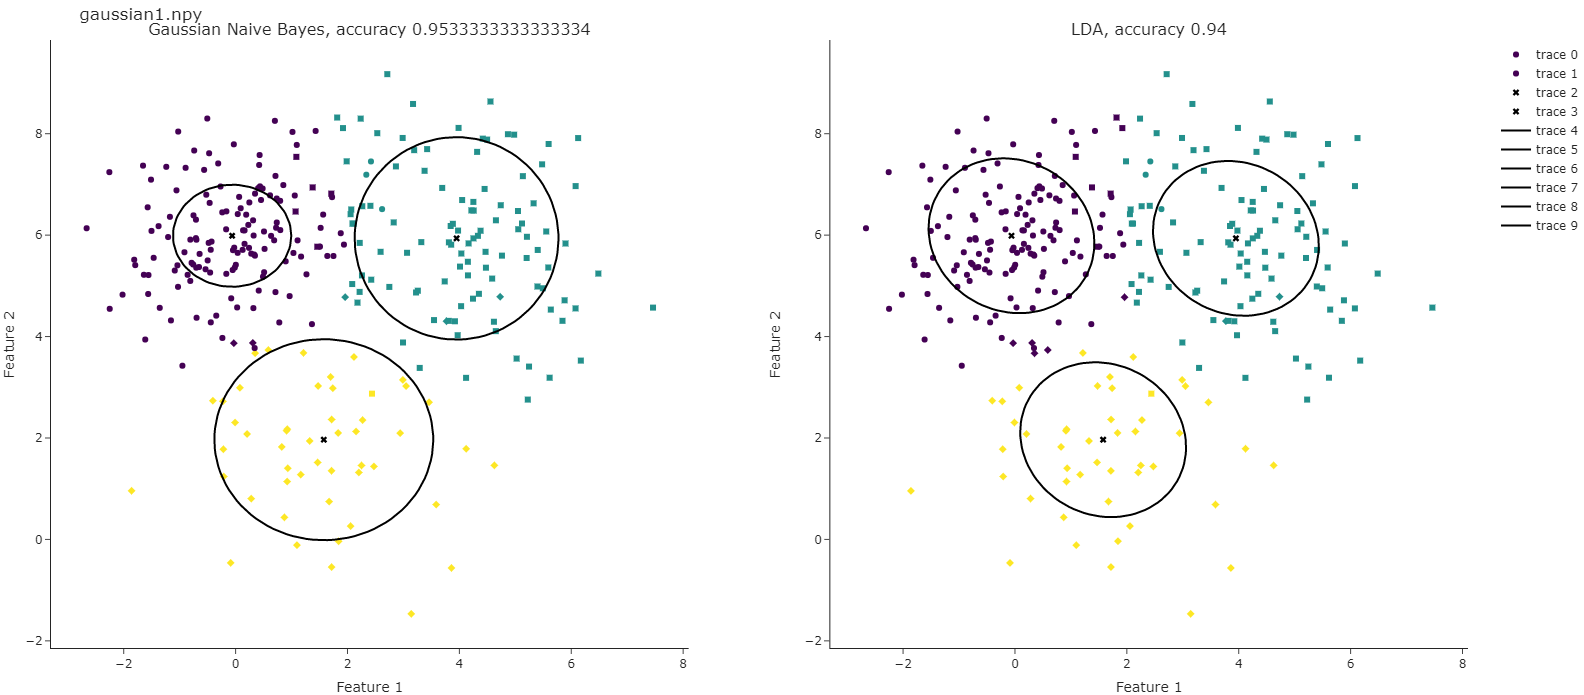 gaussian1.npy
Gaussian Naive Bayes, accuracy 0.9533333333333334
LDA, accuracy 0.94
8
6
4
2
0
−2
−2
0
2
4
6
8
Feature 1
Feature 2
8
6
4
2
0
−2
−2
0
2
4
6
8
Feature 1
Feature 2
trace 0
trace 1
trace 2
trace 3
trace 4
trace 5
trace 6
trace 7
trace 8
trace 9